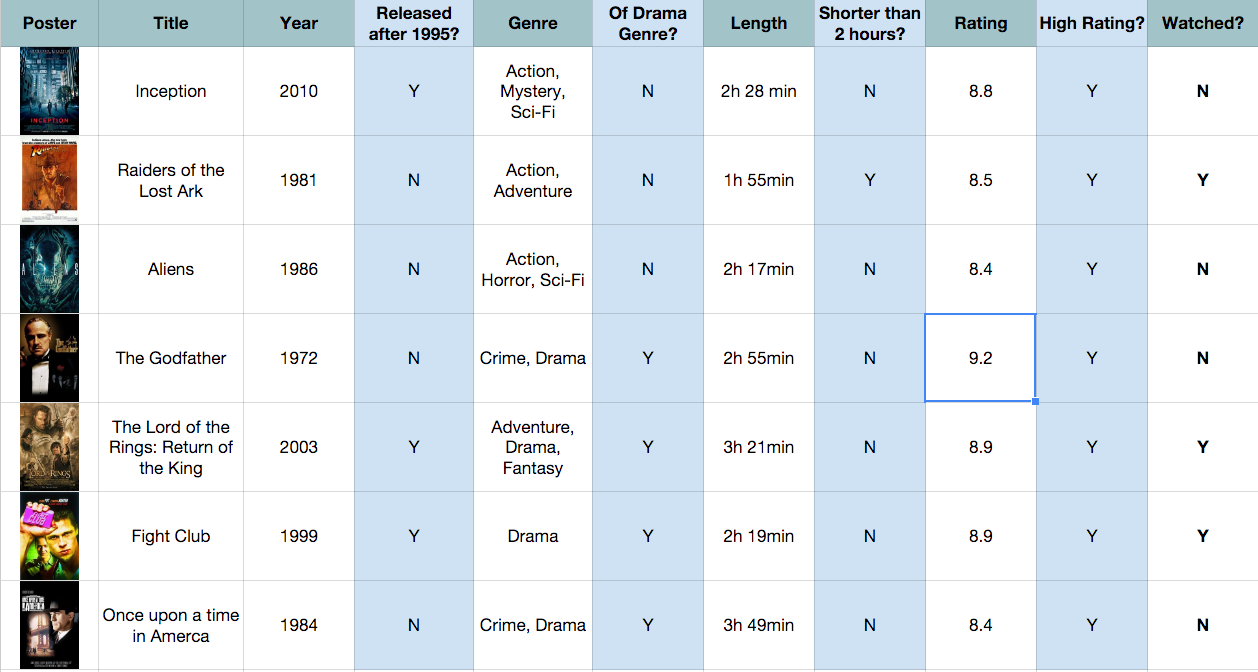 Poster Title Year Released after 1995? Genre Of Drama Genre? Length Shorter than 2 hours? Rating High Rating? Watched?
INCEPTION
Inception 2010 Y Action, Mystery, Sci-Fi N 2h 28 min N 8.8 Y N
Raiders of the Lost Ark 1981 N Action, Adventure N 1h 55min Y 8.5 Y Y
ALIENS
Aliens 1986 N Action, Horror, Sci-Fi N 2h 17min N 8.4 Y N
The Godfather 1972 N Crime, Drama Y 2h 55min N 9.2 Y N
The Lord of the Rings: Return of the King 2003 Y Adventure, Drama, Fantasy Y 3h 21min N 8.9 Y Y
Fight Club 1999 Y Drama Y 2h 19min N 8.9 Y Y
Once upon a time in Amerca 1984 N Crime, Drama Y 3h 49min N 8.4 Y N